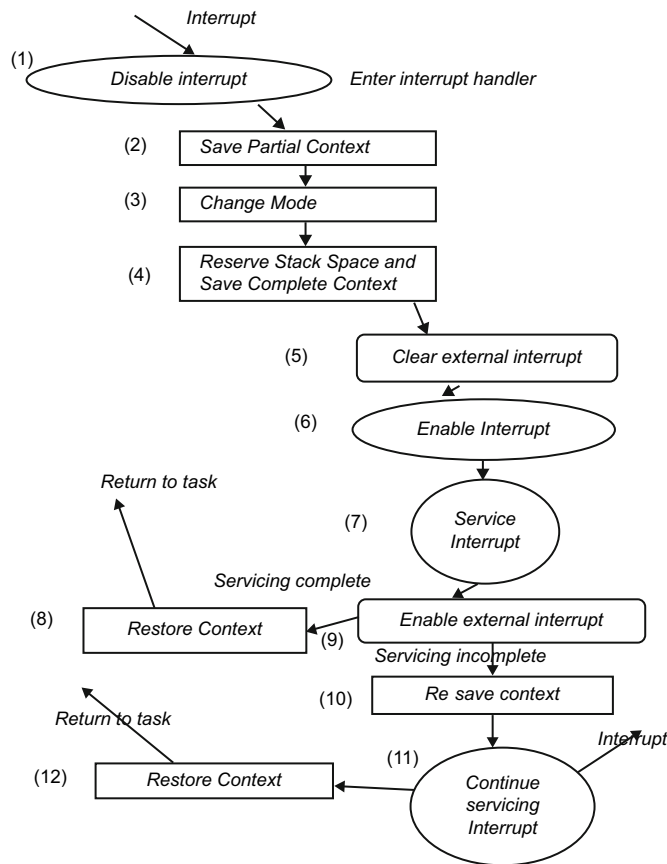 Interrupt
(1)
Disable interrupt
Enter interrupt handler
(2)
Save Partial Context
(3)
Change Mode
(4)
Reserve Stack Space and
Save Complete Context
(5)
Clear external interrupt
(6)
Enable Interrupt
Return to task
(7)
Service
Interrupt
Servicing complete
(8)
Restore Context
(9)
Enable external interrupt
Servicing incomplete
(10)
Re save context
Return to task
(11)
Interrupt
(12)
Restore Context
Continue
servicing
Interrupt